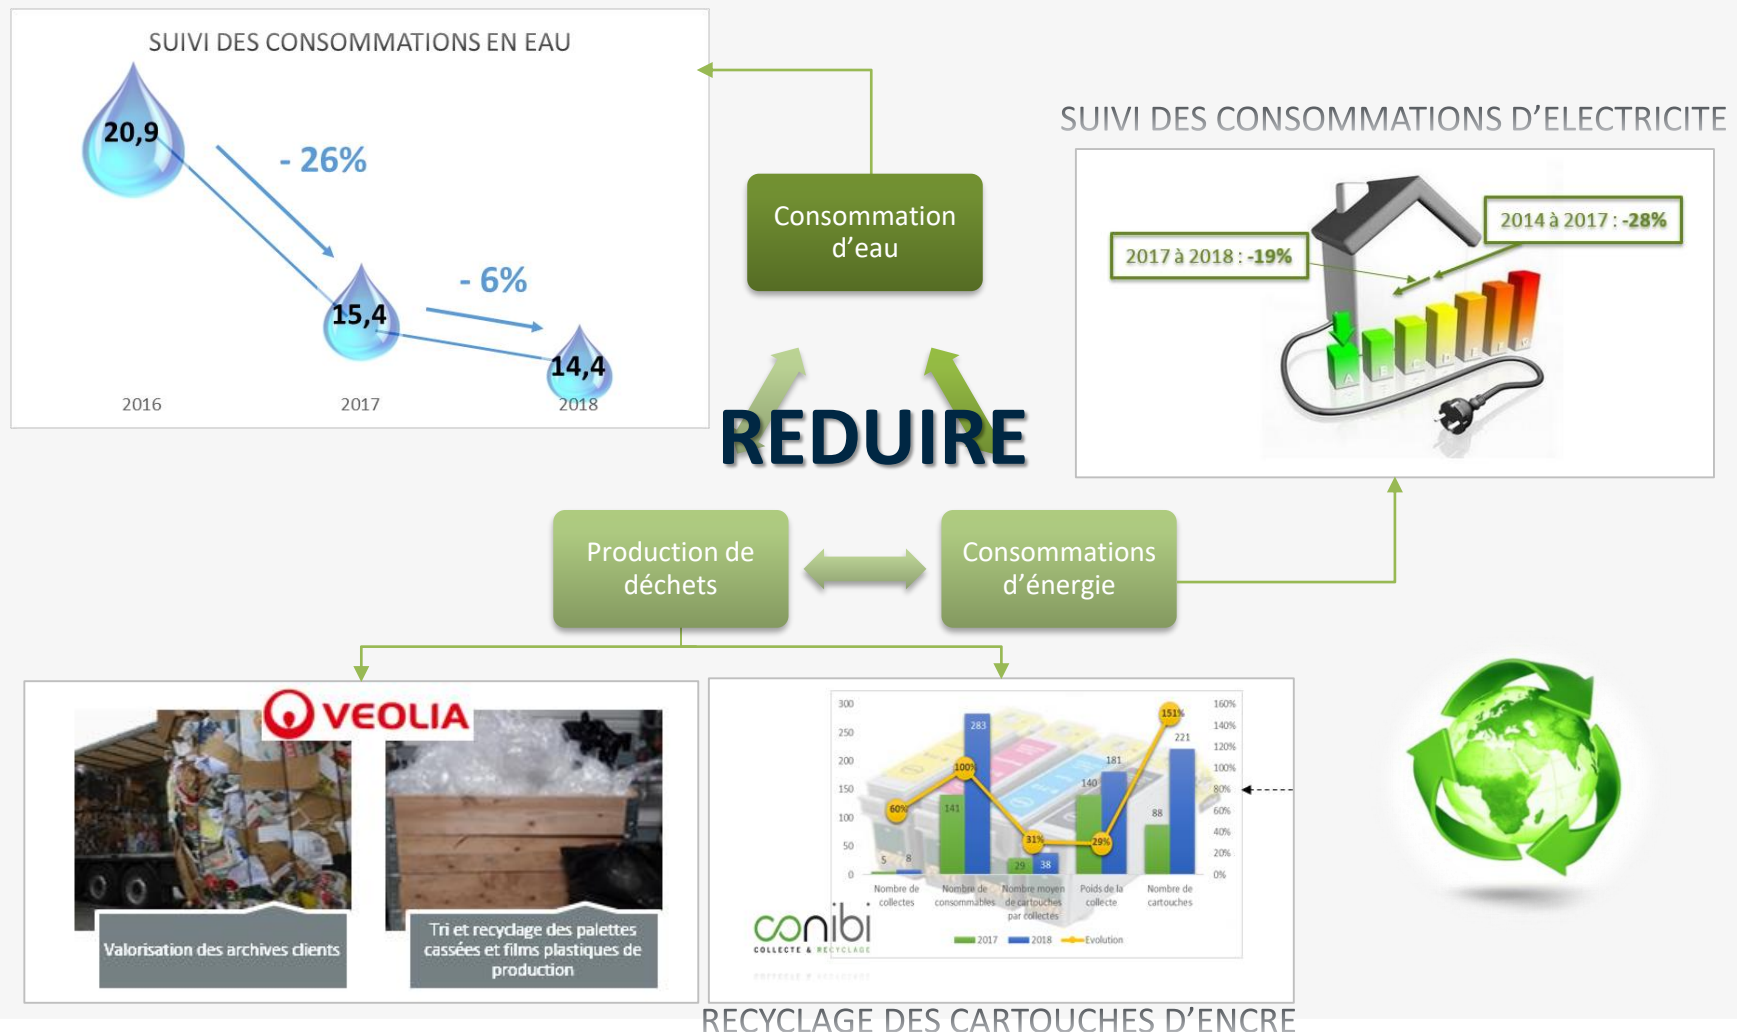 SUIVI DES CONSOMMATIONS EN EAU
20,9
- 26%
15,4
- 6%
14,4
2016
2017
2018
Consommation
d'eau
SUIVI DES CONSOMMATIONS D'ELECTRICITE
2014 à 2017 : -28%
2017 à 2018 : -19%
A
B
C
D
E
F
REDUIRE
Production de
déchets
Consommations
d'énergie
VEOLIA
Valorisation des archives clients
Tri et recyclage des palettes
cassées et films plastiques de
production
300
250
200
150
100
50
0
160%
140%
120%
100%
80%
60%
40%
20%
0%
60%
100%
31%
29%
151%
5
8
141
283
29
38
140
181
88
221
Nombre de
collectes
Nombre de
consommables
Nombre moyen
de cartouches
par collectés
Poids de la
collecte
Nombre de
cartouches
2017
2018
Evolution
conibi
COLLECTE & RECYCLAGE
RECYCLAGE DES CARTOUCHES D'ENCRE